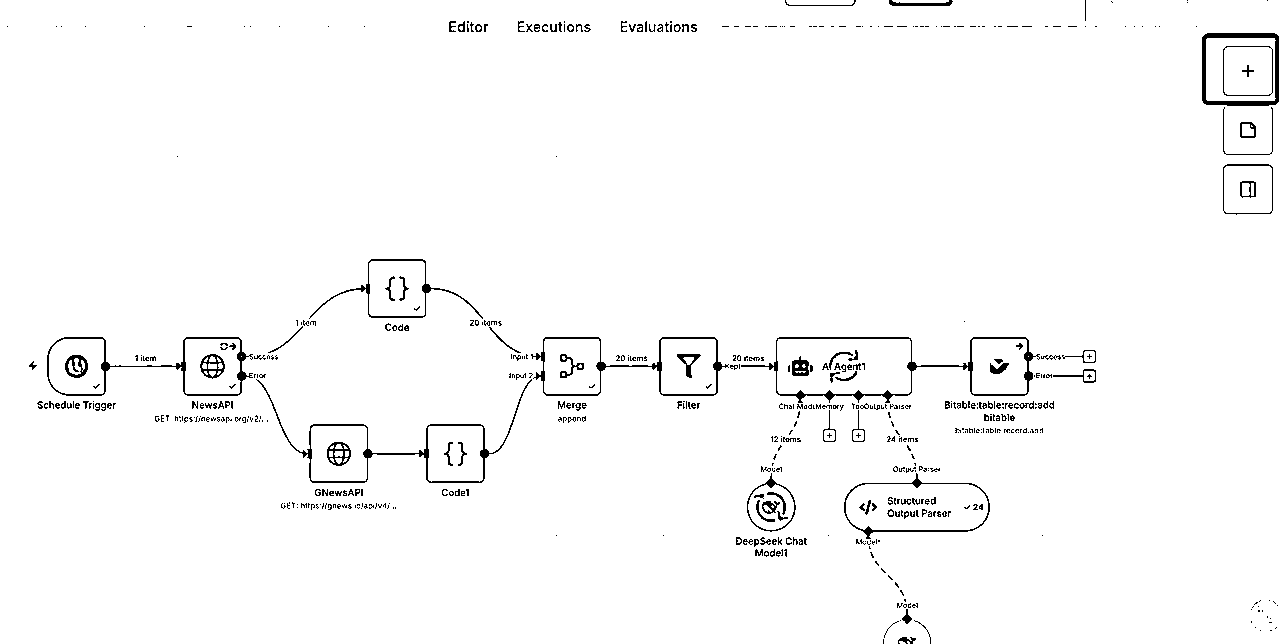 Editor Executions Evaluations
Code
1 item
20 items
1 item
Success
Error
Input 1
Input 2
20 items
20 items
Kept
AI Agent1
Success
Error
Schedule Trigger
NewsAPI
GET: https://newsapi.org/v2/...
Merge
append
Filter
Chat Model
Memory
Tool
Output Parser
Bitable:table:record:add
bitable
Bitable:table:record:add
12 items
24 items
GNewsAPI
GET: https://gnews.io/api/v4/...
Code1
Model
Output Parser
Structured
Output Parser
24
DeepSeek Chat
Model1
Model*
Model